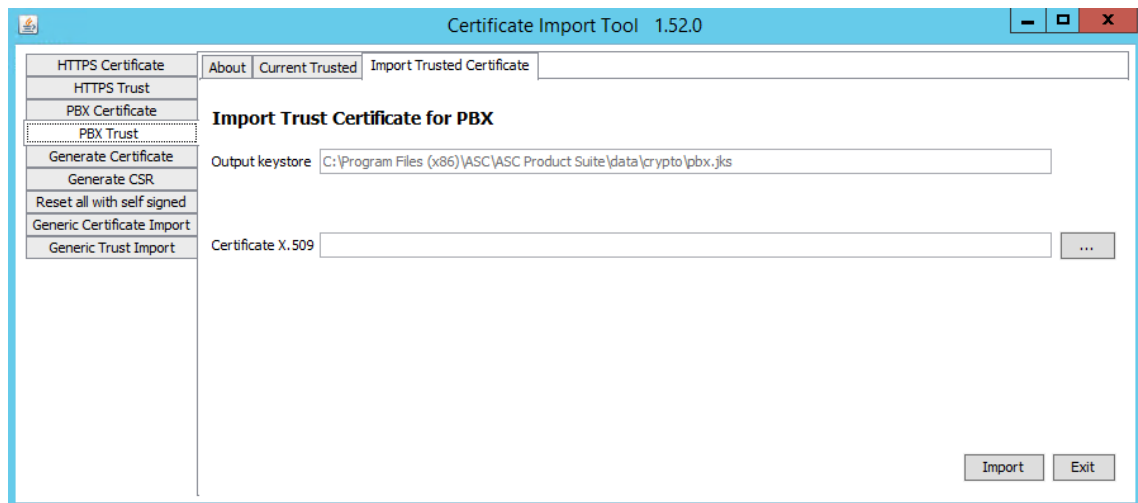 Certificate Import Tool 1.52.0
HTTPS Certificate
HTTPS Trust
PBX Certificate
PBX Trust
Generate Certificate
Generate CSR
Reset all with self signed
Generic Certificate Import
Generic Trust Import
About Current Trusted Import Trusted Certificate
Import Trust Certificate for PBX
Output keystore C:\Program Files (x86)\ASC\ASC Product Suite\data\crypto\pbx.jks
Certificate X.509 ...
Import Exit